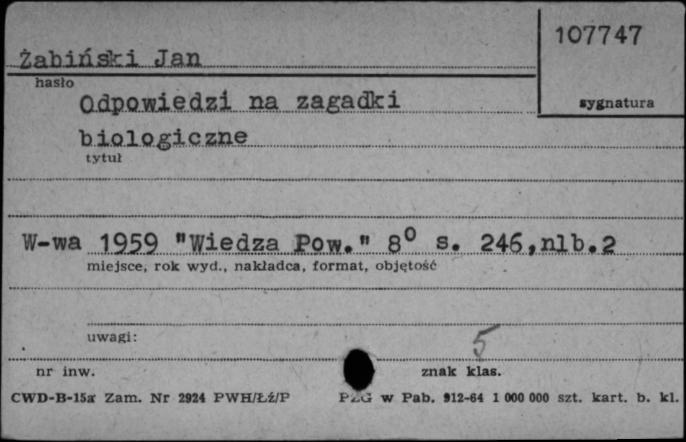 107747
Żabiński Jan
hasło
sygnatura
Odpowiedzi na zagadki
biologiczne
tytuł
W-wa 1959 "Wiedza Pow." 8° s. 246,nlb.2
miejsce, rok wyd., nakładca, format, objętość
uwagi:
5
nr inw.
znak klas.
CWD-B-15a Zam. Nr 2924 PWH/Łź/P
PZG w Pab. 912-64 1 000 000 szt. kart. b. kl.